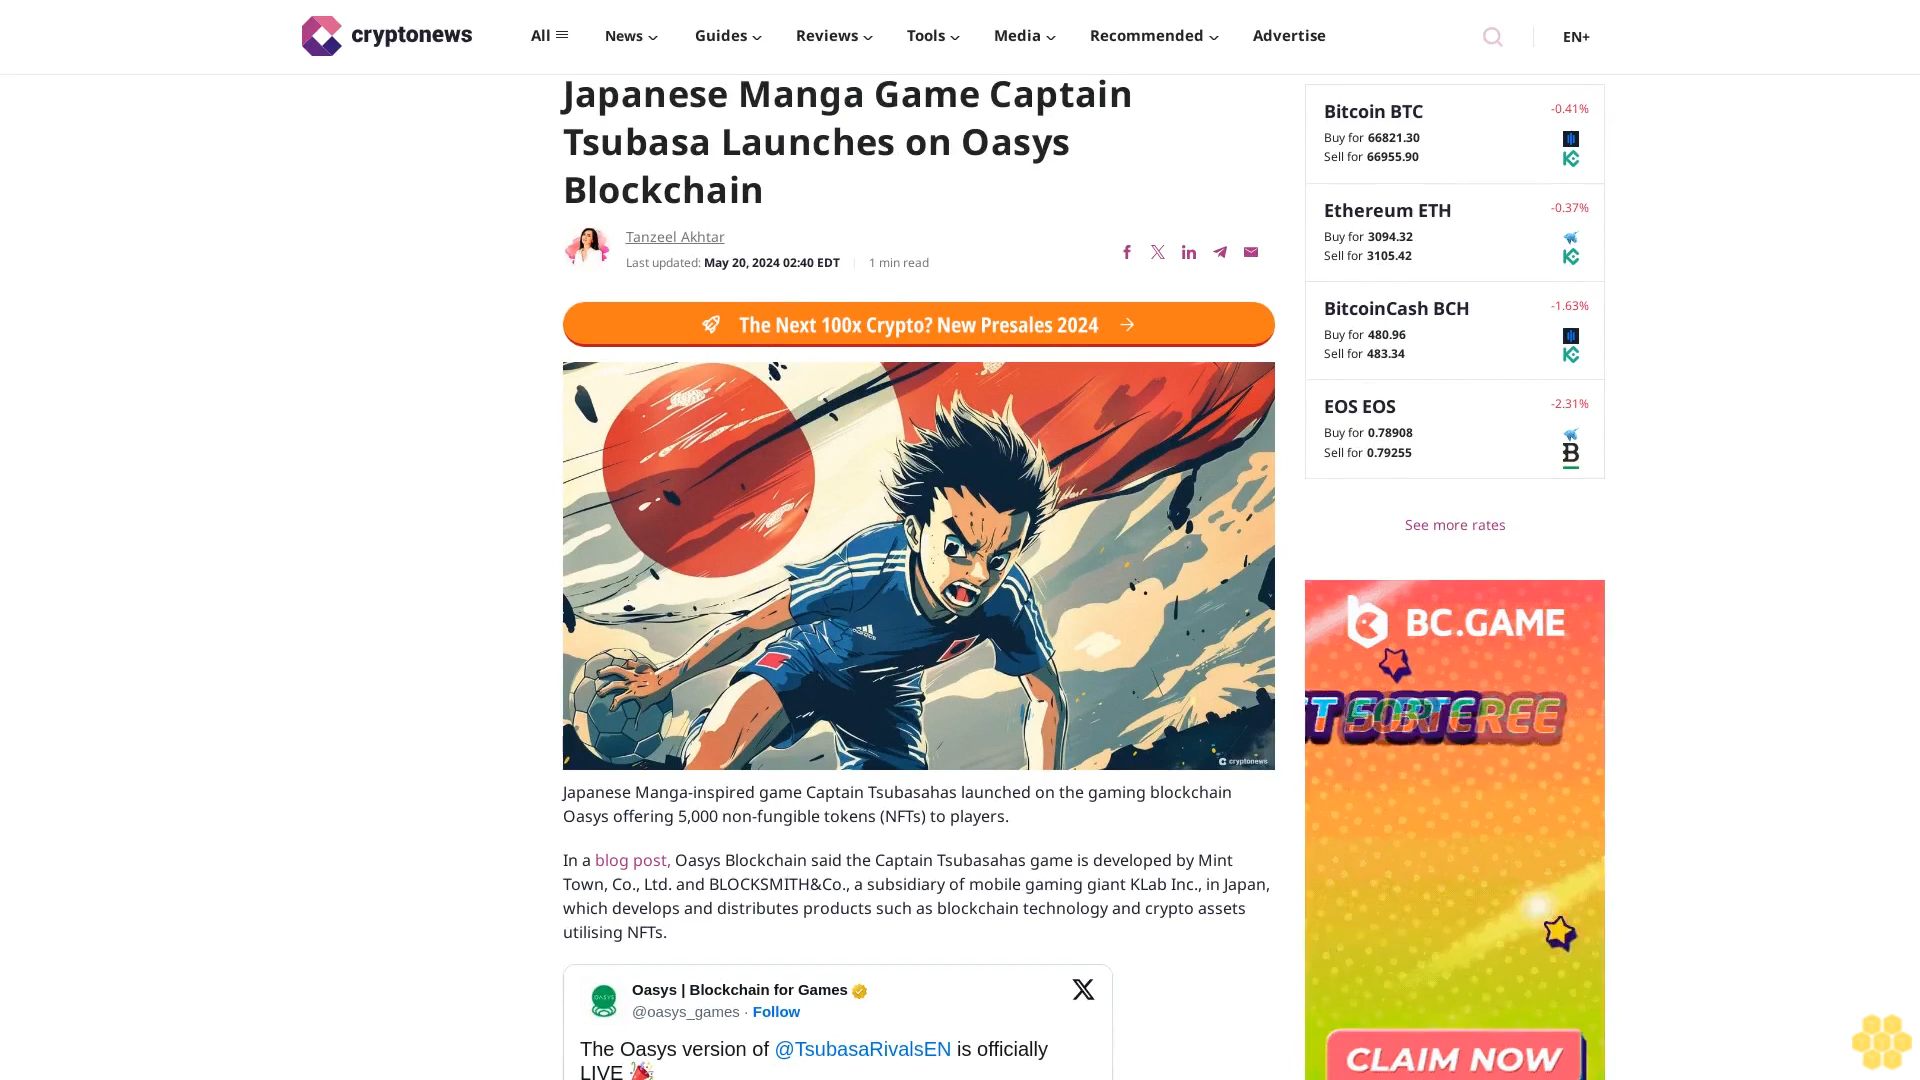 cryptonews
All
News
Guides
Reviews
Tools
Media
Recommended
Advertise
EN+
Japanese Manga Game Captain
Tsubasa Launches on Oasys
Blockchain
Tanzeel Akhtar
Last updated: May 20, 2024 02:40 EDT
1 min read
The Next 100x Crypto? New Presales 2024
cryptonews
Japanese Manga-inspired game Captain Tsubasahas launched on the gaming blockchain
Oasys offering 5,000 non-fungible tokens (NFTs) to players.
In a blog post, Oasys Blockchain said the Captain Tsubasahas game is developed by Mint
Town, Co., Ltd. and BLOCKSMITH&Co., a subsidiary of mobile gaming giant KLab Inc., in Japan,
which develops and distributes products such as blockchain technology and crypto assets
utilising NFTs.
OASYS
Oasys | Blockchain for Games
@oasys_games · Follow
The Oasys version of @TsubasaRivalsEN is officially
LIVE
Bitcoin BTC
-0.41%
Buy for 66821.30
Sell for 66955.90
Ethereum ETH
-0.37%
Buy for 3094.32
Sell for 3105.42
BitcoinCash BCH
-1.63%
Buy for 480.96
Sell for 483.34
EOS EOS
-2.31%
Buy for 0.78908
Sell for 0.79255
See more rates
BC.GAME
CLAIM NOW